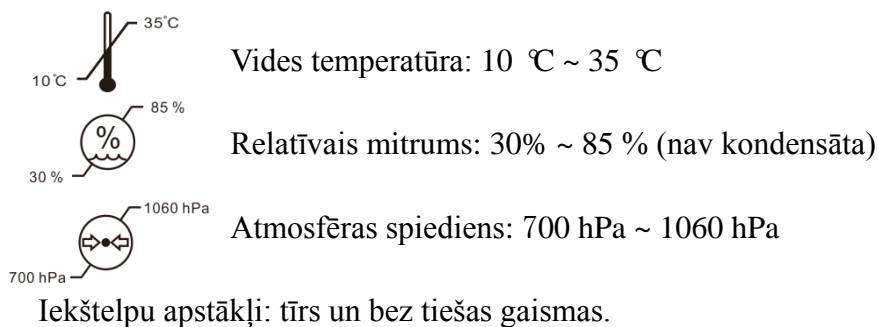 35℃
Vides temperatūra: 10 ℃ ~ 35 ℃
10℃
85 %
%
Relatīvais mitrums: 30% ~ 85 % (nav kondensāta)
30 %
1060 hPa
Atmosfēras spiediens: 700 hPa ~ 1060 hPa
700 hPa
Iekštelpu apstākļi: tīrs un bez tiešas gaismas.